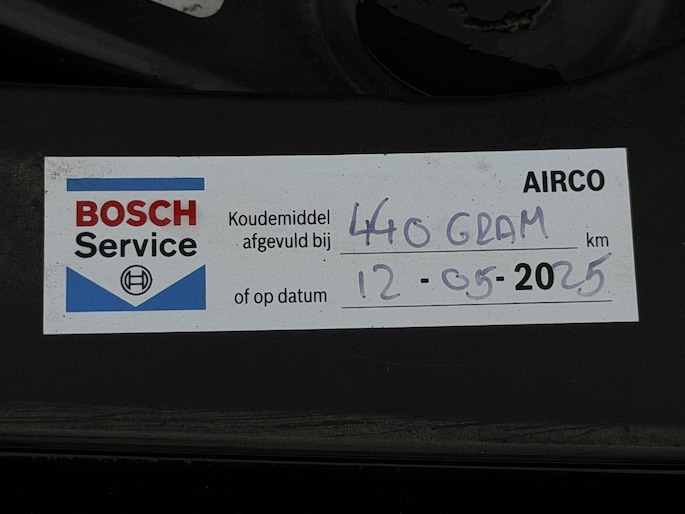 AIRCO
BOSCH
Service
Koudemiddel
afgevuld bij 440 GRAM km
of op datum 12-05-2025